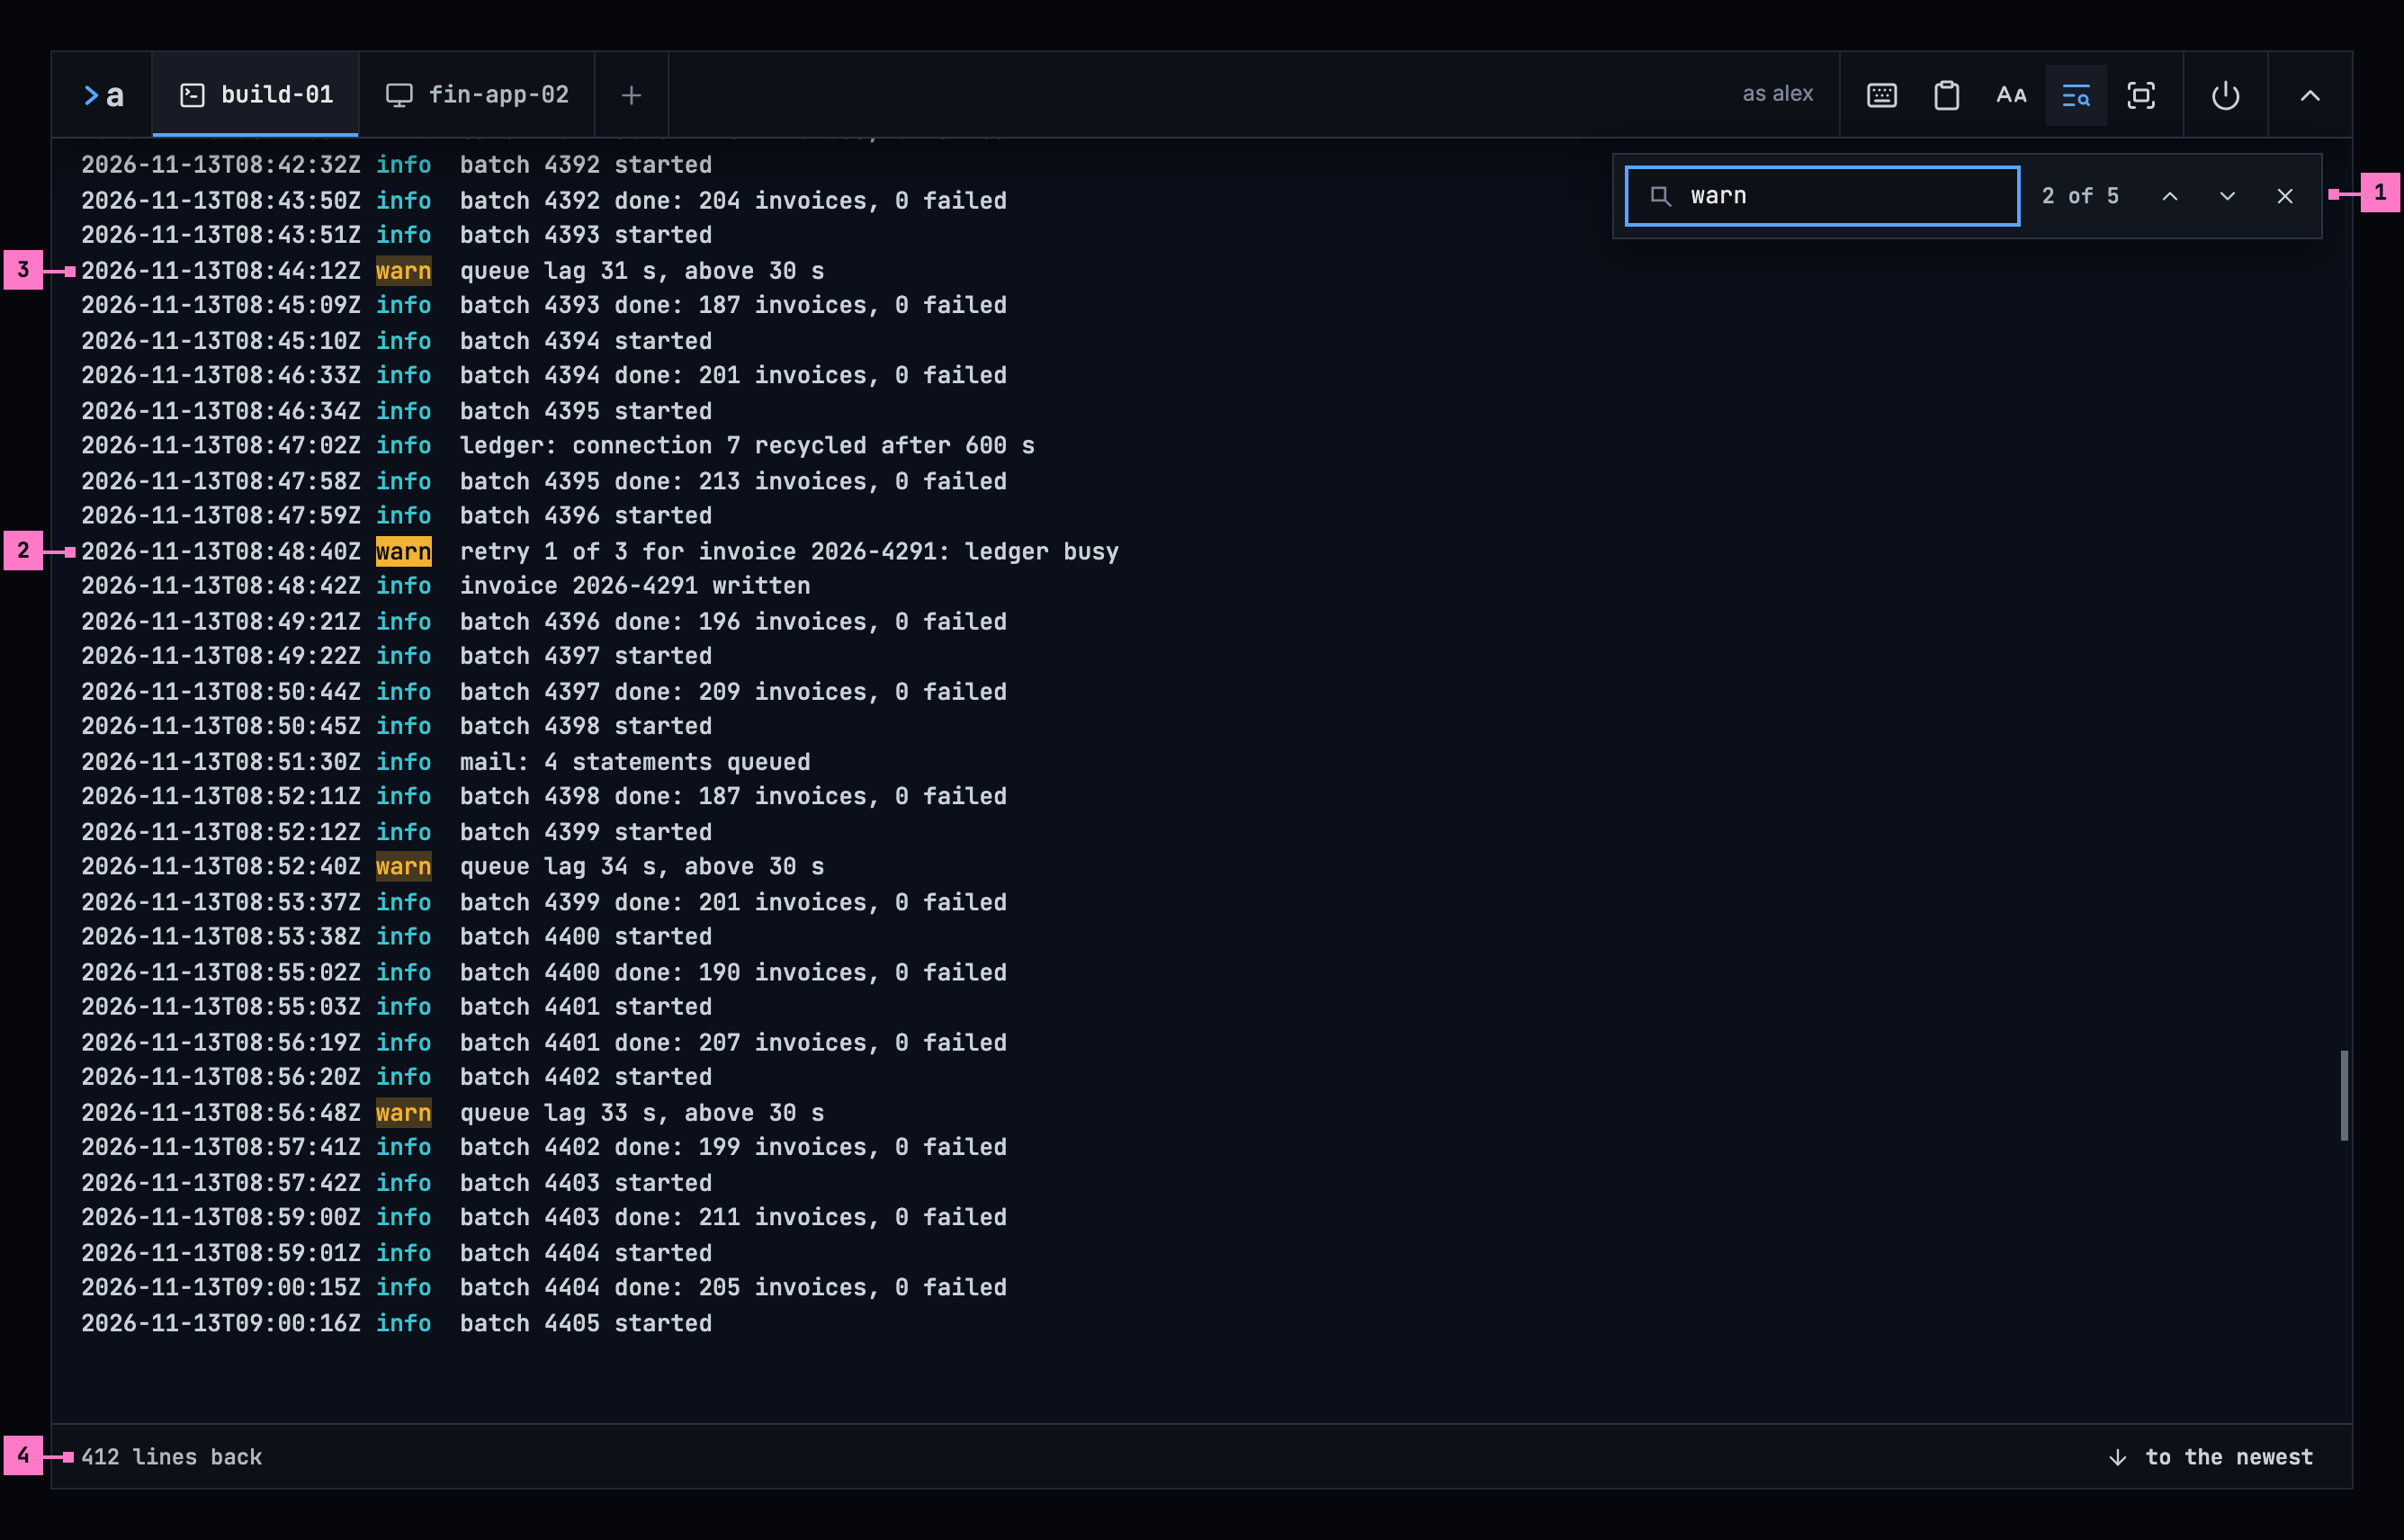 >a build-01 fin-app-02 + as alex AA
2026-11-13T08:42:32Z info batch 4392 started
warn 2 of 5
1
2026-11-13T08:43:50Z info batch 4392 done: 204 invoices, 0 failed
2026-11-13T08:43:51Z info batch 4393 started
3 2026-11-13T08:44:12Z warn queue lag 31 s, above 30 s
2026-11-13T08:45:09Z info batch 4393 done: 187 invoices, 0 failed
2026-11-13T08:45:10Z info batch 4394 started
2026-11-13T08:46:33Z info batch 4394 done: 201 invoices, 0 failed
2026-11-13T08:46:34Z info batch 4395 started
2026-11-13T08:47:02Z info ledger: connection 7 recycled after 600 s
2026-11-13T08:47:58Z info batch 4395 done: 213 invoices, 0 failed
2026-11-13T08:47:59Z info batch 4396 started
2 2026-11-13T08:48:40Z warn retry 1 of 3 for invoice 2026-4291: ledger busy
2026-11-13T08:48:42Z info invoice 2026-4291 written
2026-11-13T08:49:21Z info batch 4396 done: 196 invoices, 0 failed
2026-11-13T08:49:22Z info batch 4397 started
2026-11-13T08:50:44Z info batch 4397 done: 209 invoices, 0 failed
2026-11-13T08:50:45Z info batch 4398 started
2026-11-13T08:51:30Z info mail: 4 statements queued
2026-11-13T08:52:11Z info batch 4398 done: 187 invoices, 0 failed
2026-11-13T08:52:12Z info batch 4399 started
2026-11-13T08:52:40Z warn queue lag 34 s, above 30 s
2026-11-13T08:53:37Z info batch 4399 done: 201 invoices, 0 failed
2026-11-13T08:53:38Z info batch 4400 started
2026-11-13T08:55:02Z info batch 4400 done: 190 invoices, 0 failed
2026-11-13T08:55:03Z info batch 4401 started
2026-11-13T08:56:19Z info batch 4401 done: 207 invoices, 0 failed
2026-11-13T08:56:20Z info batch 4402 started
2026-11-13T08:56:48Z warn queue lag 33 s, above 30 s
2026-11-13T08:57:41Z info batch 4402 done: 199 invoices, 0 failed
2026-11-13T08:57:42Z info batch 4403 started
2026-11-13T08:59:00Z info batch 4403 done: 211 invoices, 0 failed
2026-11-13T08:59:01Z info batch 4404 started
2026-11-13T09:00:15Z info batch 4404 done: 205 invoices, 0 failed
2026-11-13T09:00:16Z info batch 4405 started
4 412 lines back ↓ to the newest